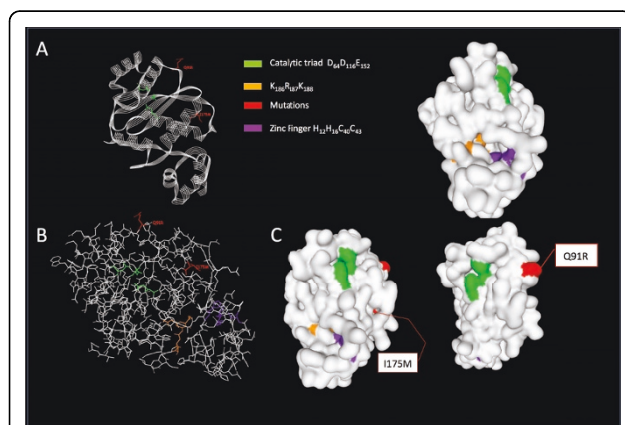 A
Catalytic triad D64D116E152
K186R187K188
Mutations
Zinc Finger H12H16C40C43
B
C
Q91R
I175M